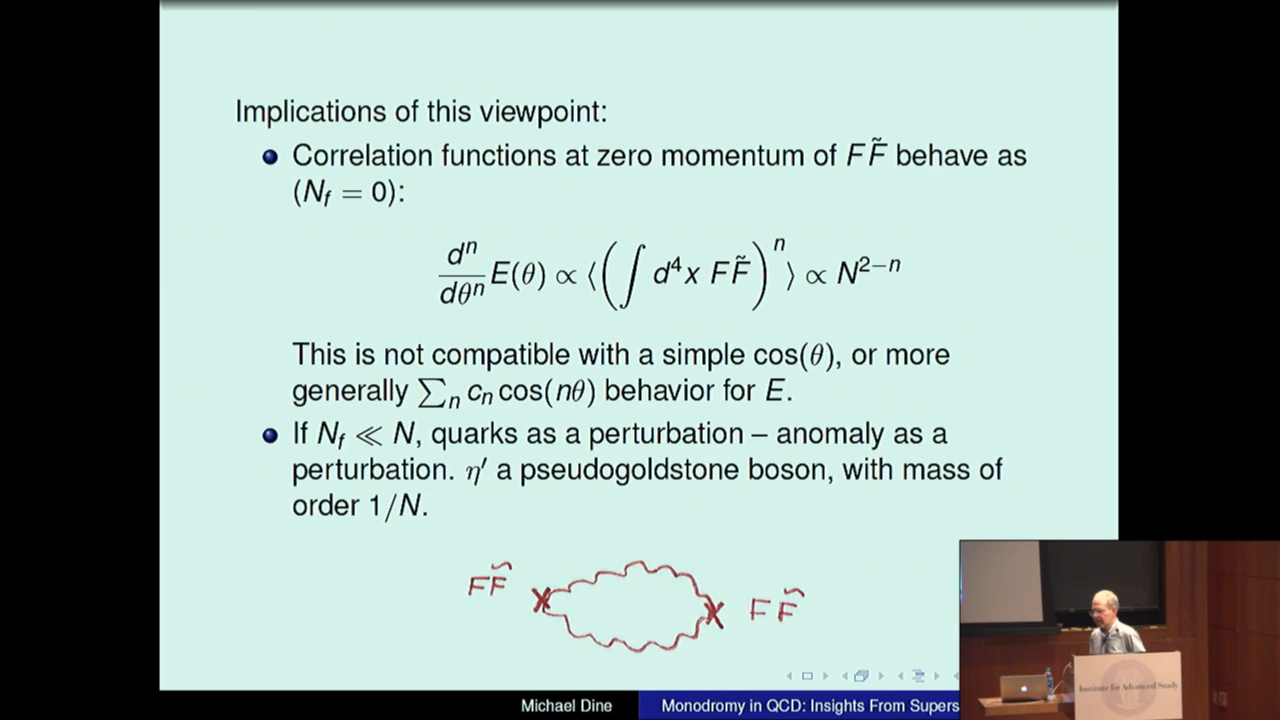 Implications of this viewpoint:
Correlation functions at zero momentum of FF̃ behave as
(N_f = 0):
d^n/dθ^n E(θ) ∝ ⟨(∫ d^4x FF̃)^n⟩ ∝ N^{2−n}
This is not compatible with a simple cos(θ), or more
generally ∑_n c_n cos(nθ) behavior for E.
If N_f ≪ N, quarks as a perturbation – anomaly as a
perturbation. η′ a pseudogoldstone boson, with mass of
order 1/N.
FF̃ X X FF̃
Institute for Advanced Study
Michael Dine Monodromy in QCD: Insights From Supers